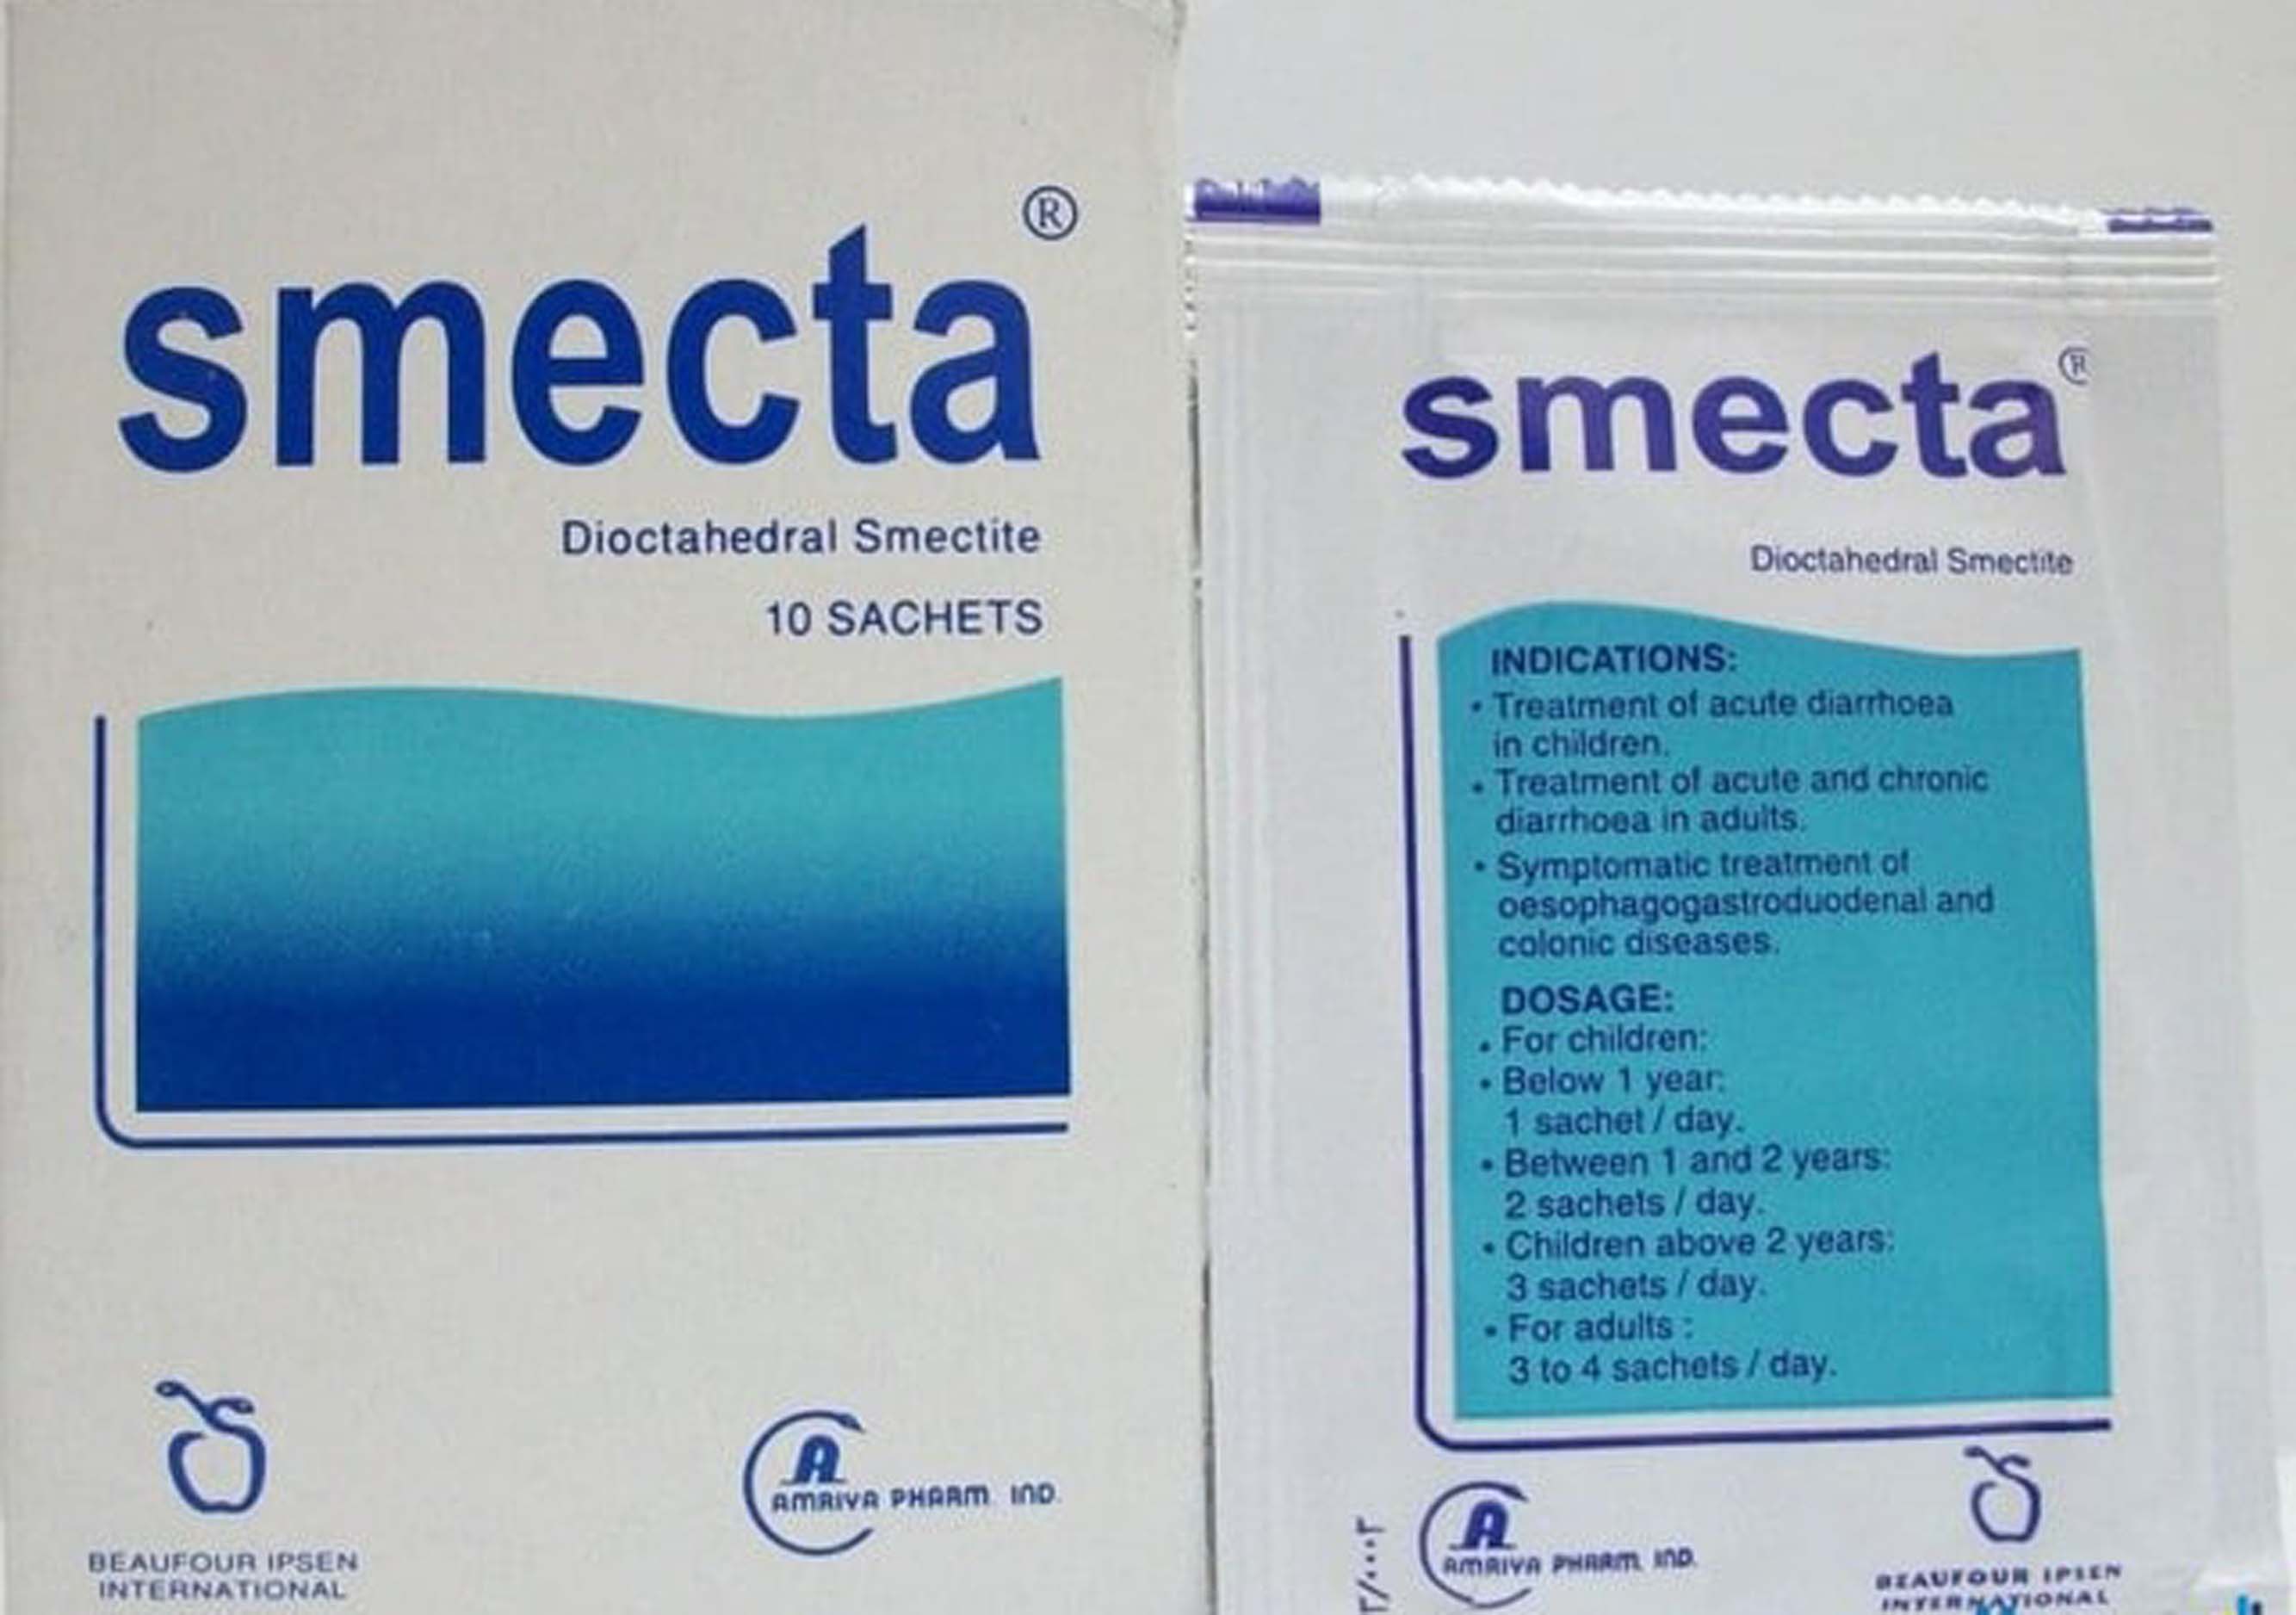 smecta®
Dioctahedral Smectite
10 SACHETS
BEAUFOUR IPSEN
INTERNATIONAL
A
AMRIYA PHARM. IND.
smecta®
Dioctahedral Smectite
INDICATIONS:
• Treatment of acute diarrhoea
in children.
• Treatment of acute and chronic
diarrhoea in adults.
• Symptomatic treatment of
oesophagogastroduodenal and
colonic diseases.
DOSAGE:
• For children:
• Below 1 year:
1 sachet / day.
• Between 1 and 2 years:
2 sachets / day.
• Children above 2 years:
3 sachets / day.
• For adults :
3 to 4 sachets / day.
A
AMRIYA PHARM. IND.
BEAUFOUR IPSEN
INTERNATIONAL